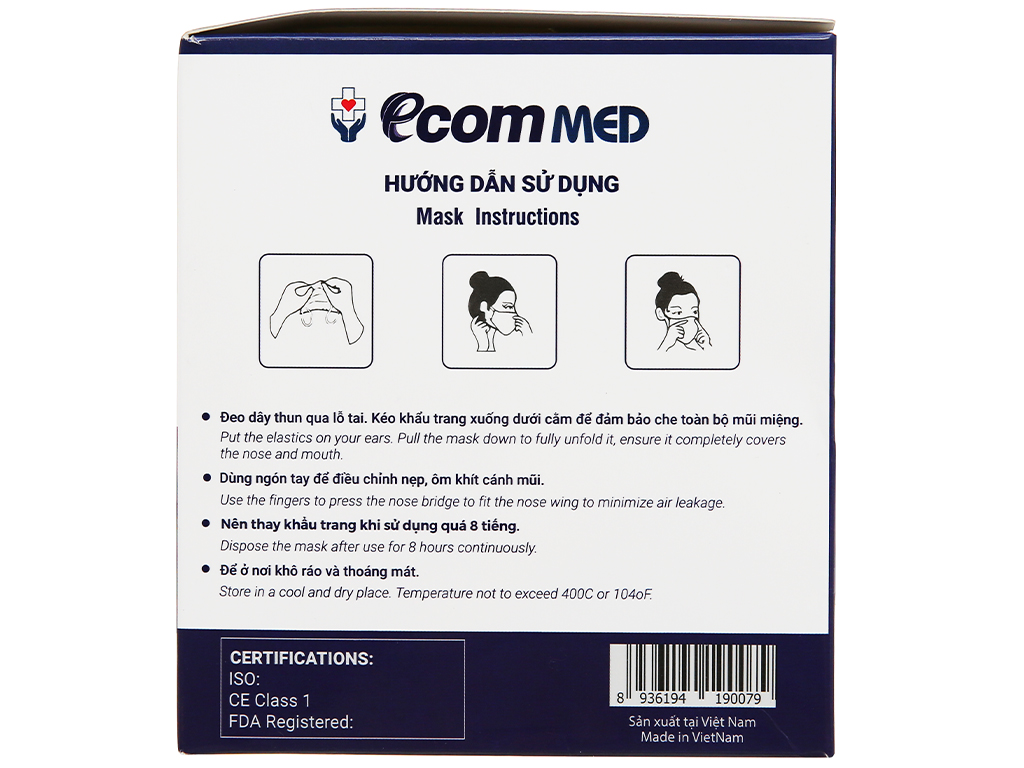 ecom MED
HƯỚNG DẪN SỬ DỤNG
Mask Instructions
Đeo dây thun qua lỗ tai. Kéo khẩu trang xuống dưới cằm để đảm bảo che toàn bộ mũi miệng.
Put the elastics on your ears. Pull the mask down to fully unfold it, ensure it completely covers
the nose and mouth.
Dùng ngón tay để điều chỉnh nẹp, ôm khít cánh mũi.
Use the fingers to press the nose bridge to fit the nose wing to minimize air leakage.
Nên thay khẩu trang khi sử dụng quá 8 tiếng.
Dispose the mask after use for 8 hours continuously.
Để ở nơi khô ráo và thoáng mát.
Store in a cool and dry place. Temperature not to exceed 400C or 104oF.
CERTIFICATIONS:
ISO:
CE Class 1
FDA Registered:
8 936194 190079
Sản xuất tại Việt Nam
Made in VietNam